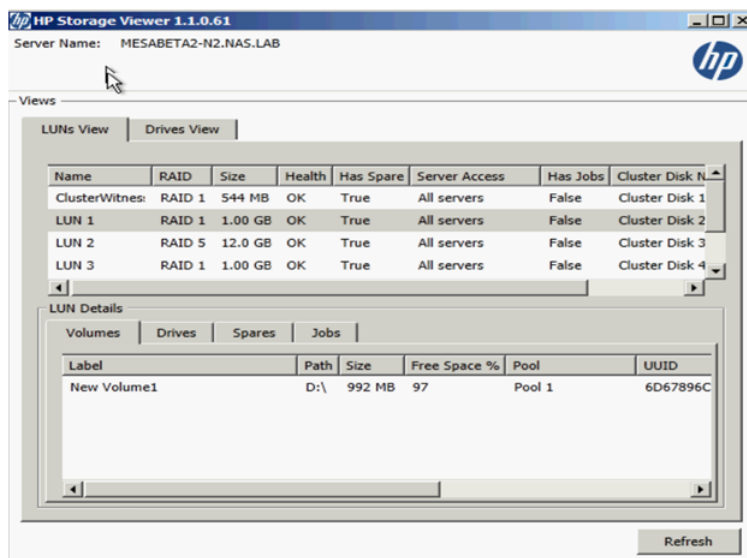 hp HP Storage Viewer 1.1.0.61
Server Name: MESABETA2-N2.NAS.LAB
hp
Views
LUNs View Drives View
Name RAID Size Health Has Spare Server Access Has Jobs Cluster Disk N
ClusterWitnes RAID 1 544 MB OK True All servers False Cluster Disk 1
LUN 1 RAID 1 1.00 GB OK True All servers False Cluster Disk 2
LUN 2 RAID 5 12.0 GB OK True All servers False Cluster Disk 3
LUN 3 RAID 1 1.00 GB OK True All servers False Cluster Disk 4
LUN Details
Volumes Drives Spares Jobs
Label Path Size Free Space % Pool UUID
New Volume1 D:\ 992 MB 97 Pool 1 6D67896C
Refresh